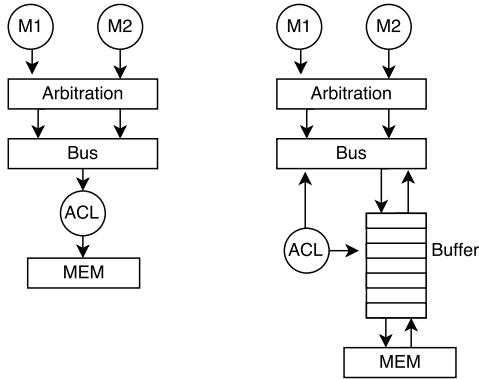 M1 M2
Arbitration
Bus
ACL
MEM
M1 M2
Arbitration
Bus
ACL
Buffer
MEM